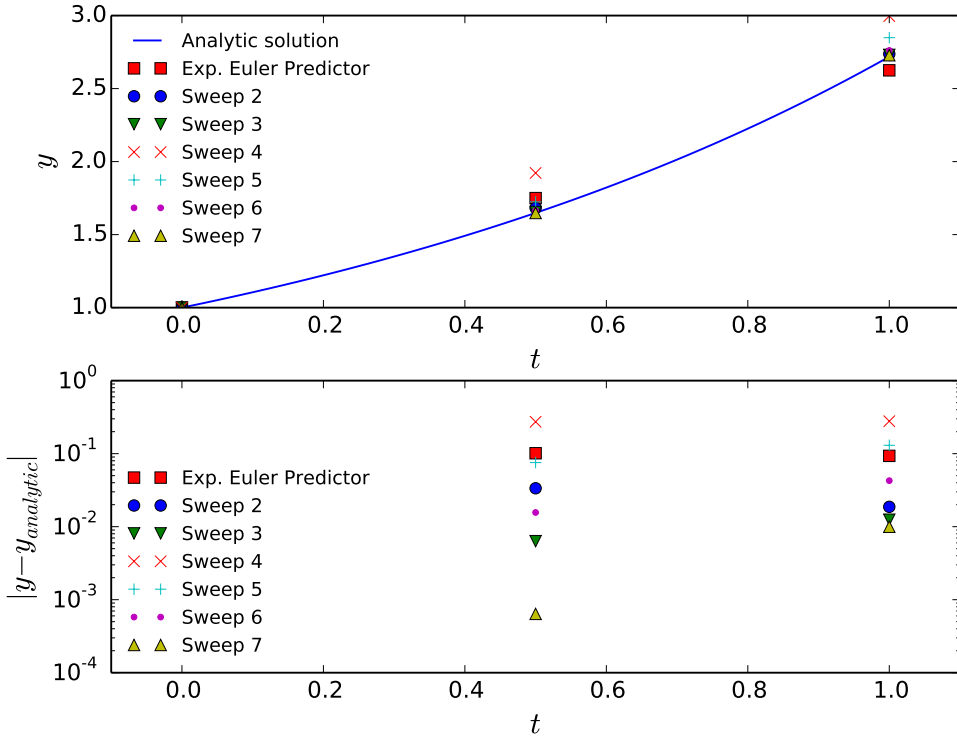 3.0
2.5
2.0
1.5
1.0
y
Analytic solution
Exp. Euler Predictor
Sweep 2
Sweep 3
Sweep 4
Sweep 5
Sweep 6
Sweep 7
0.0 0.2 0.4 0.6 0.8 1.0
t
10^0
10^-1
10^-2
10^-3
10^-4
|y−y_analytic|
Exp. Euler Predictor
Sweep 2
Sweep 3
Sweep 4
Sweep 5
Sweep 6
Sweep 7
0.0 0.2 0.4 0.6 0.8 1.0
t